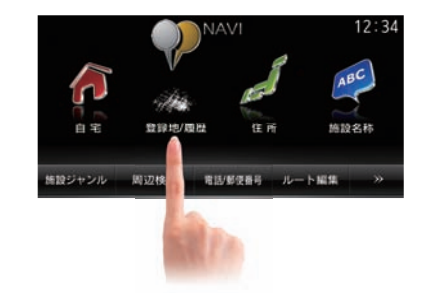 NAVI
12:34
ABC
自宅
登録地/履歴
住所
施設名称
施設ジャンル
周辺検
電話/郵便番号
ルート編集
»